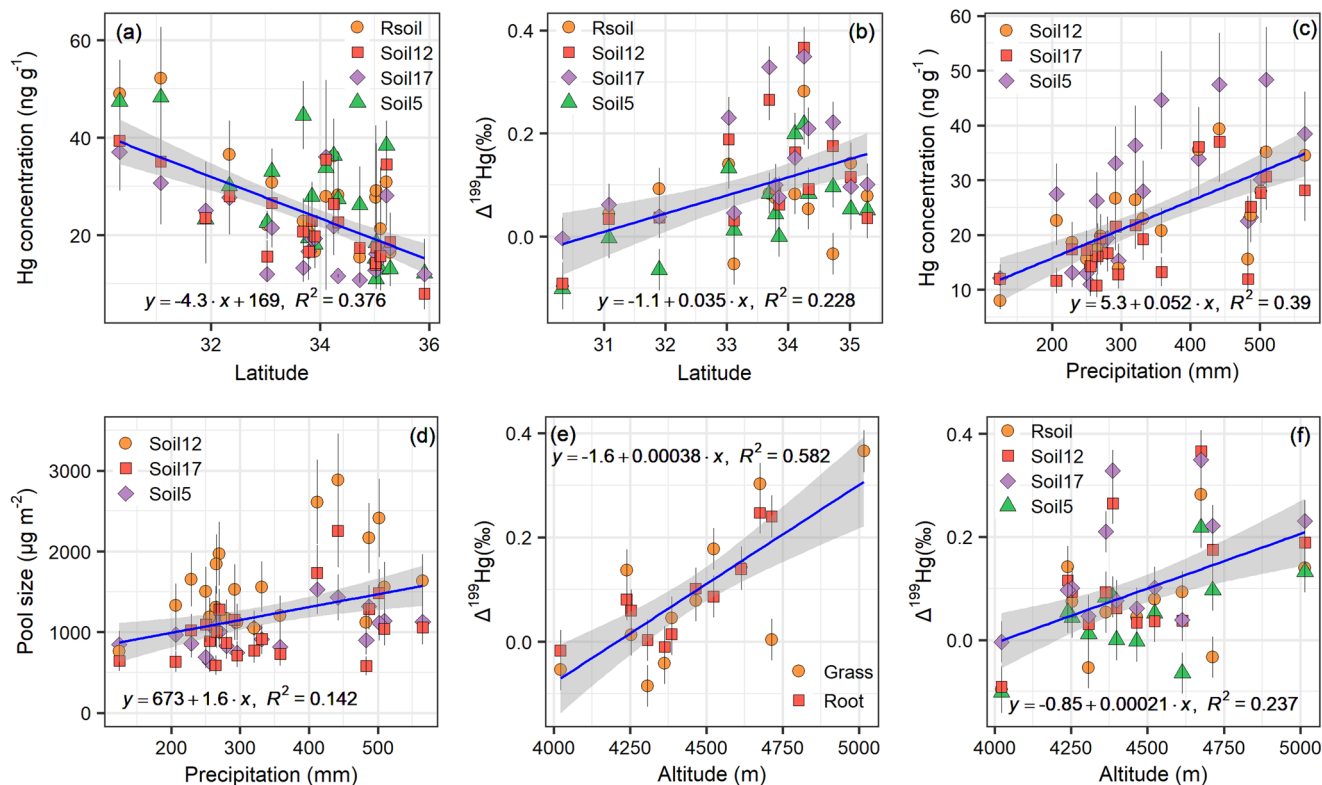 (a)
Rsoil
Soil12
Soil17
Soil5
Hg concentration (ng g⁻¹)
60
40
20
y = -4.3 · x + 169, R² = 0.376
32
34
36
Latitude
(b)
Rsoil
Soil12
Soil17
Soil5
Δ¹⁹⁹Hg(‰)
0.4
0.2
0.0
y = -1.1 + 0.035 · x, R² = 0.228
31
32
33
34
35
Latitude
(c)
Soil12
Soil17
Soil5
Hg concentration (ng g⁻¹)
60
50
40
30
20
10
y = 5.3 + 0.052 · x, R² = 0.39
200
300
400
500
Precipitation (mm)
(d)
Soil12
Soil17
Soil5
Pool size (µg m⁻²)
3000
2000
1000
0
y = 673 + 1.6 · x, R² = 0.142
200
300
400
500
Precipitation (mm)
(e)
y = -1.6 + 0.00038 · x, R² = 0.582
Δ¹⁹⁹Hg(‰)
0.4
0.2
0.0
Grass
Root
4000
4250
4500
4750
5000
Altitude (m)
(f)
Rsoil
Soil12
Soil17
Soil5
Δ¹⁹⁹Hg(‰)
0.4
0.2
0.0
y = -0.85 + 0.00021 · x, R² = 0.237
4000
4250
4500
4750
5000
Altitude (m)